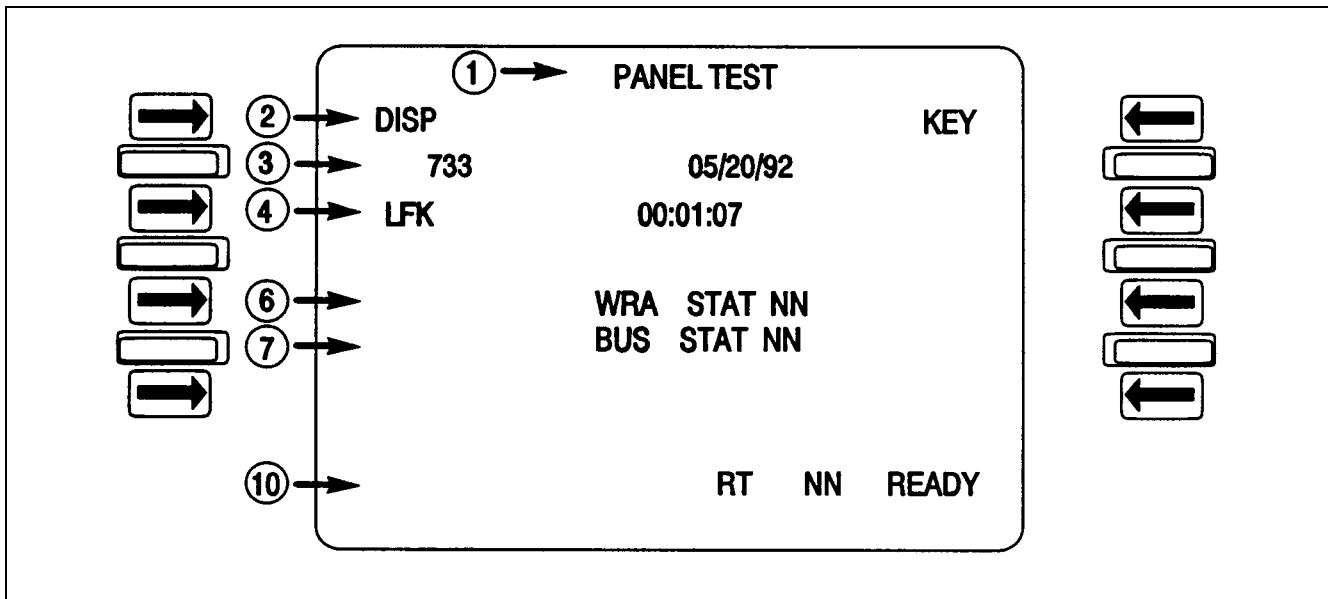 ① PANEL TEST
② DISP KEY
③ 733 05/20/92
④ LFK 00:01:07
⑥ WRA STAT NN
⑦ BUS STAT NN
⑩ RT NN READY